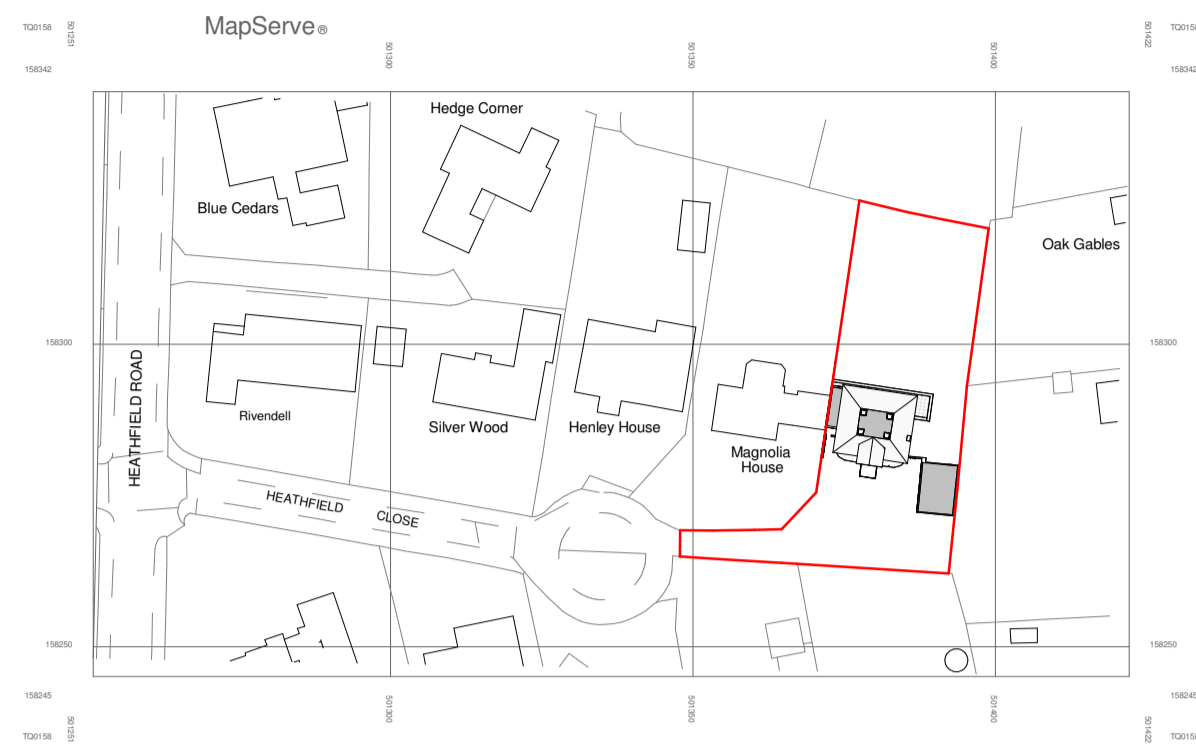 MapServe®
TQ0158
501251
501422
TQ0158
158342
501300
501350
501400
158342
Hedge Corner
Blue Cedars
Oak Gables
158300
158300
HEATHFIELD ROAD
Rivendell
Silver Wood
Henley House
Magnolia
House
HEATHFIELD CLOSE
1
158250
158250
158245
158245
501251
501300
501350
501400
501422
TQ0158
TQ0158